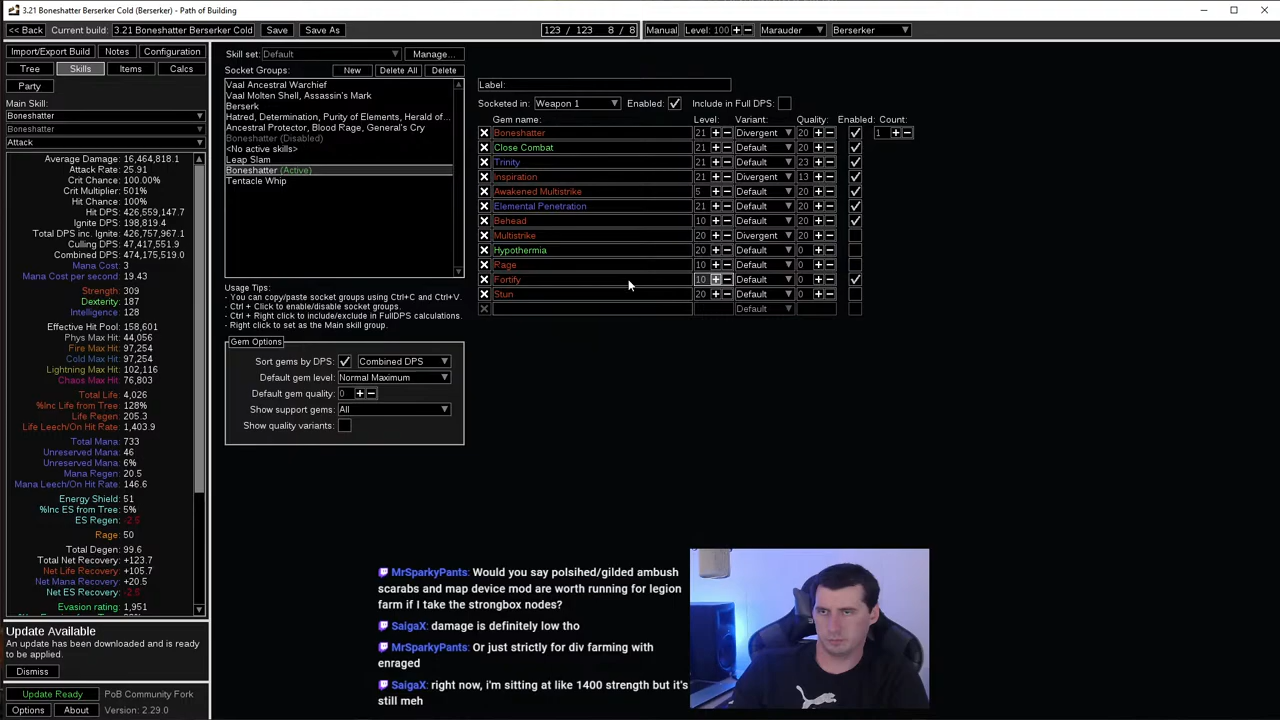 3.21 Boneshatter Berserker Cold (Berserker) - Path of Building
<< Back Current build: 3.21 Boneshatter Berserker Cold Save Save As 123 / 123 8 / 8 Manual Level: 100 + - Marauder Berserker
Import/Export Build Notes Configuration
Tree Skills Items Calcs
Party
Main Skill:
Boneshatter
Boneshatter
Attack
Average Damage: 16,464,818.1
Attack Rate: 25.91
Crit Chance: 100.00%
Crit Multiplier: 501%
Hit Chance: 100%
Hit DPS: 426,559,147.7
Ignite DPS: 198,819.4
Total DPS inc. Ignite: 426,757,967.1
Culling DPS: 47,417,551.9
Combined DPS: 474,175,519.0
Mana Cost: 3
Mana Cost per second: 19.43
Strength: 309
Dexterity: 187
Intelligence: 128
Effective Hit Pool: 158,601
Phys Max Hit: 44,056
Fire Max Hit: 97,254
Cold Max Hit: 97,254
Lightning Max Hit: 102,116
Chaos Max Hit: 76,803
Total Life: 4,026
%Inc Life from Tree: 128%
Life Regen: 205.3
Life Leech/On Hit Rate: 1,403.9
Total Mana: 733
Unreserved Mana: 46
Unreserved Mana: 6%
Mana Regen: 20.5
Mana Leech/On Hit Rate: 146.6
Energy Shield: 51
%Inc ES from Tree: 5%
ES Regen: -2.5
Rage: 50
Total Degen: 99.6
Total Net Recovery: +123.7
Net Life Recovery: +105.7
Net Mana Recovery: +20.5
Net ES Recovery: -2.5
Evasion rating: 1,951
Update Available
An update has been downloaded and is ready
to be applied.
Dismiss
Update Ready PoB Community Fork
Options About Version: 2.29.0
Skill set: Default Manage...
Socket Groups: New Delete All Delete
Vaal Ancestral Warchief
Vaal Molten Shell, Assassin's Mark
Berserk
Hatred, Determination, Purity of Elements, Herald of...
Ancestral Protector, Blood Rage, General's Cry
Boneshatter (Disabled)
<No active skills>
Leap Slam
Boneshatter (Active)
Tentacle Whip
Usage Tips:
- You can copy/paste socket groups using Ctrl+C and Ctrl+V.
- Ctrl + Click to enable/disable socket groups.
- Ctrl + Right click to include/exclude in FullDPS calculations.
- Right click to set as the Main skill group.
Gem Options
Sort gems by DPS: Combined DPS
Default gem level: Normal Maximum
Default gem quality: 0 + -
Show support gems: All
Show quality variants:
Label:
Socketed in: Weapon 1 Enabled: Include in Full DPS:
Gem name: Level: Variant: Quality: Enabled: Count:
Boneshatter 21 + - Divergent 20 + - 1 + -
Close Combat 21 + - Default 20 + -
Trinity 21 + - Default 23 + -
Inspiration 21 + - Divergent 13 + -
Awakened Multistrike 5 + - Default 20 + -
Elemental Penetration 21 + - Default 20 + -
Behead 10 + - Default 20 + -
Multistrike 20 + - Divergent 20 + -
Hypothermia 20 + - Default 0 + -
Rage 10 + - Default 0 + -
Fortify 10 + - Default 0 + -
Stun 20 + - Default 0 + -
Default
MrSparkyPants: Would you say polsihed/gilded ambush
scarabs and map device mod are worth running for legion
farm if I take the strongbox nodes?
SaigaX: damage is definitely low tho
MrSparkyPants: Or just strictly for div farming with
enraged
SaigaX: right now, i'm sitting at like 1400 strength but it's
still meh